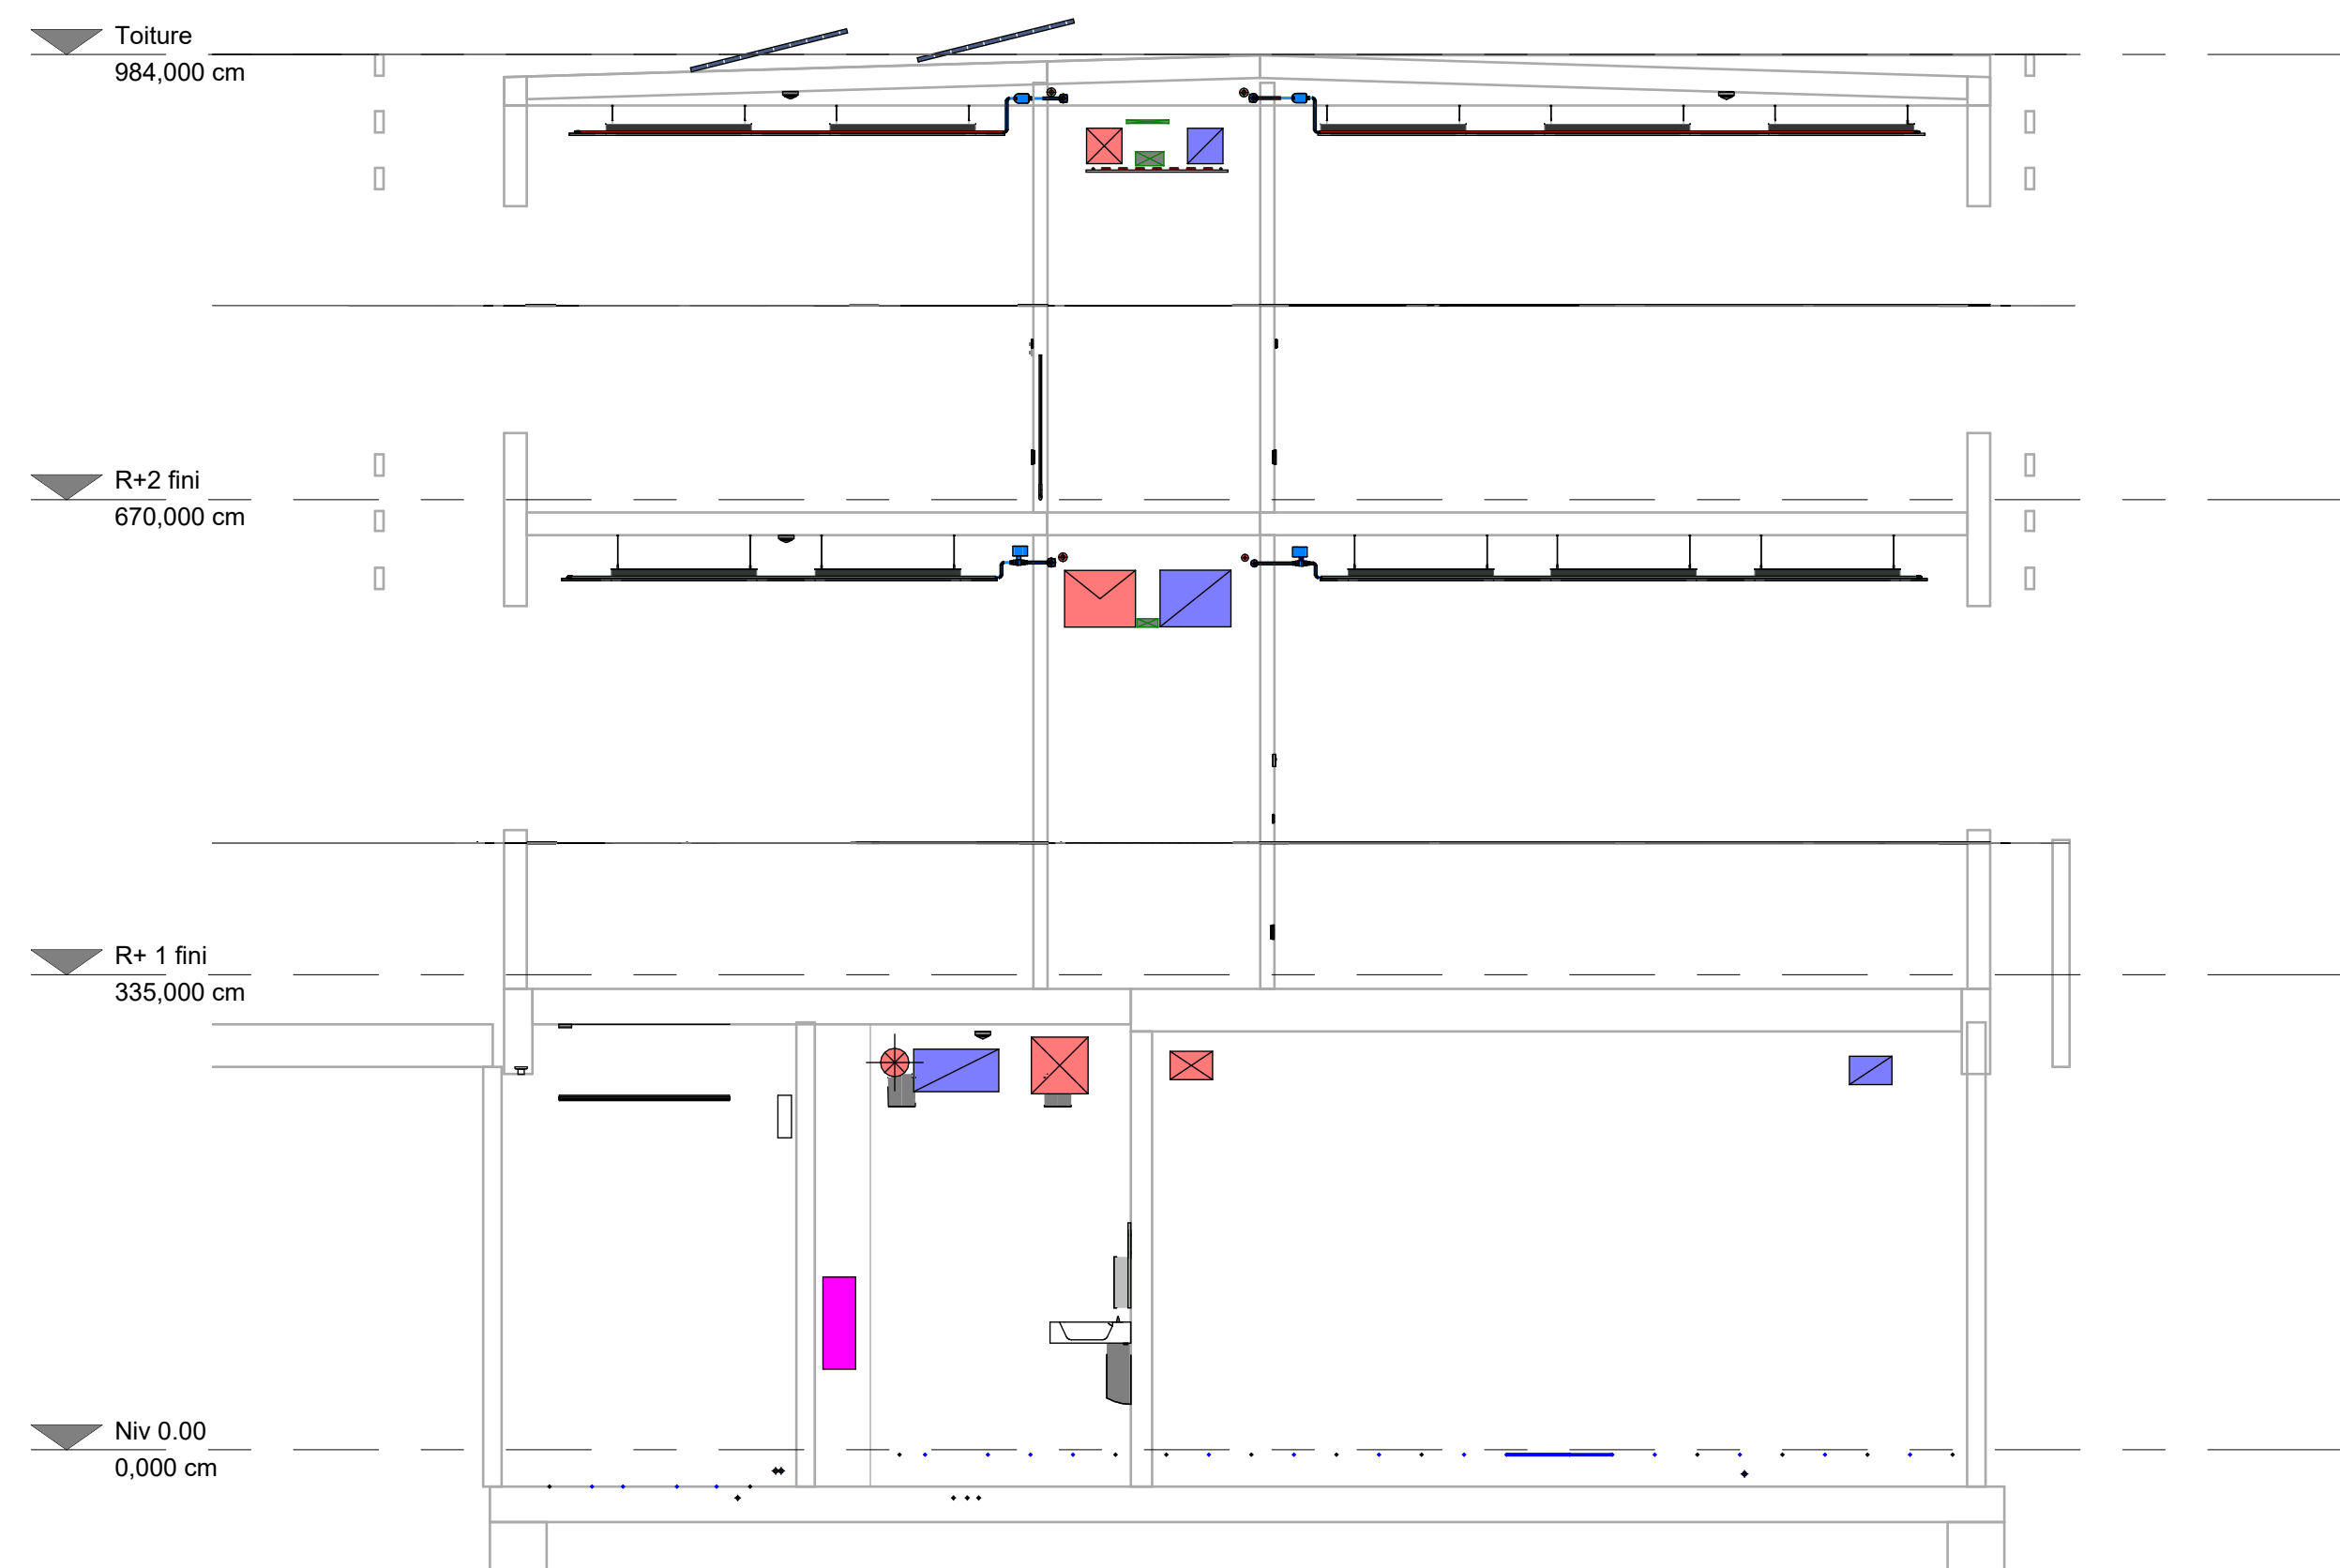 Toiture
984,000 cm
R+2 fini
670,000 cm
R+ 1 fini
335,000 cm
Niv 0.00
0,000 cm